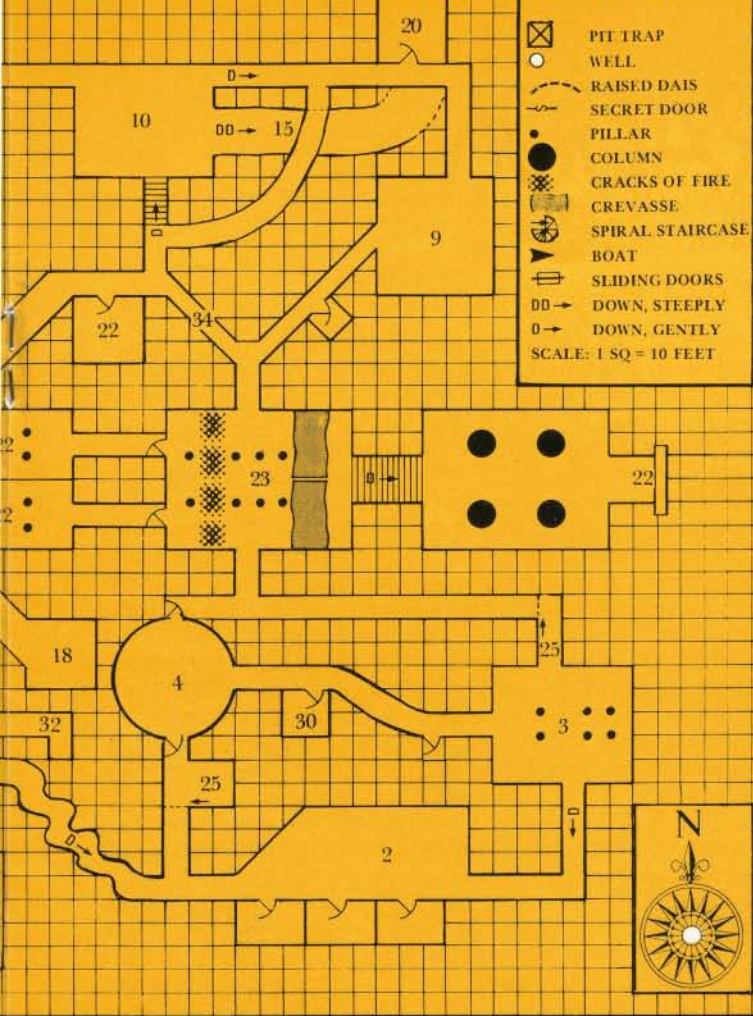 PIT TRAP
WELL
RAISED DAIS
SECRET DOOR
PILLAR
COLUMN
CRACKS OF FIRE
CREVASSE
SPIRAL STAIRCASE
BOAT
SLIDING DOORS
DD → DOWN, STEEPLY
D → DOWN, GENTLY
SCALE: 1 SQ = 10 FEET
20
D →
10
DD →
15
D
9
22
34
23
D →
22
18
4
25
3
32
30
25
D
D
2
N